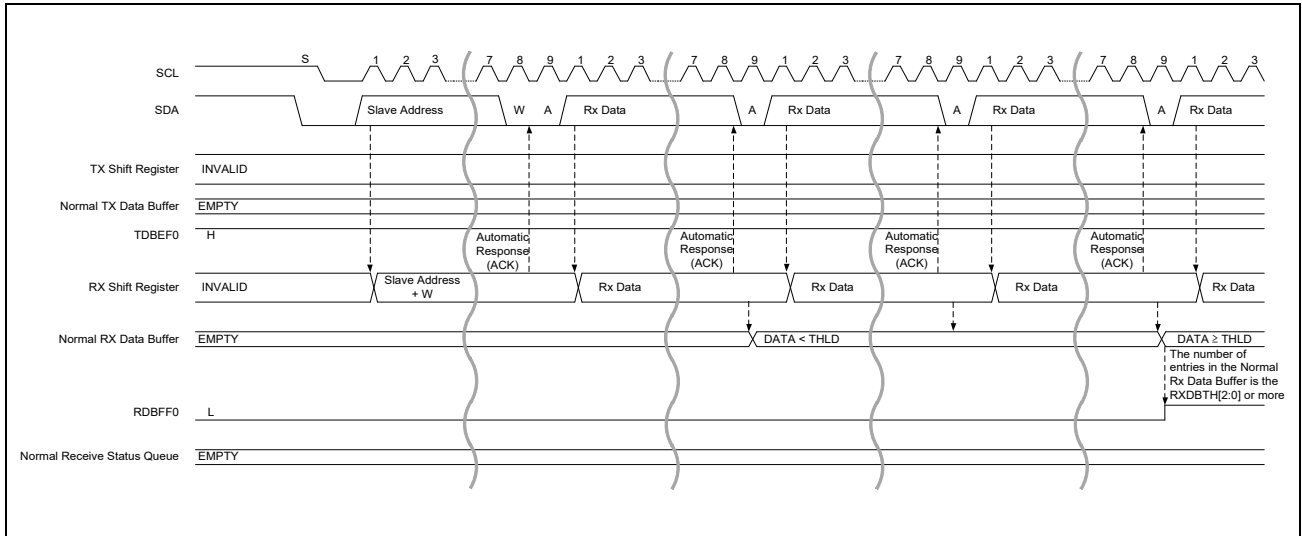 S
SCL 1 2 3 7 8 9 1 2 3 7 8 9 1 2 3 7 8 9 1 2 3 7 8 9 1 2 3
SDA Slave Address W A Rx Data A Rx Data A Rx Data A Rx Data
TX Shift Register INVALID
Normal TX Data Buffer EMPTY
TDBEF0 H
Automatic
Response
(ACK)
Automatic
Response
(ACK)
Automatic
Response
(ACK)
Automatic
Response
(ACK)
RX Shift Register INVALID
Slave Address
+ W
Rx Data Rx Data Rx Data Rx Data
Normal RX Data Buffer EMPTY DATA < THLD DATA ≥ THLD
The number of
entries in the Normal
Rx Data Buffer is the
RXDBTH[2:0] or more
RDBFF0 L
Normal Receive Status Queue EMPTY